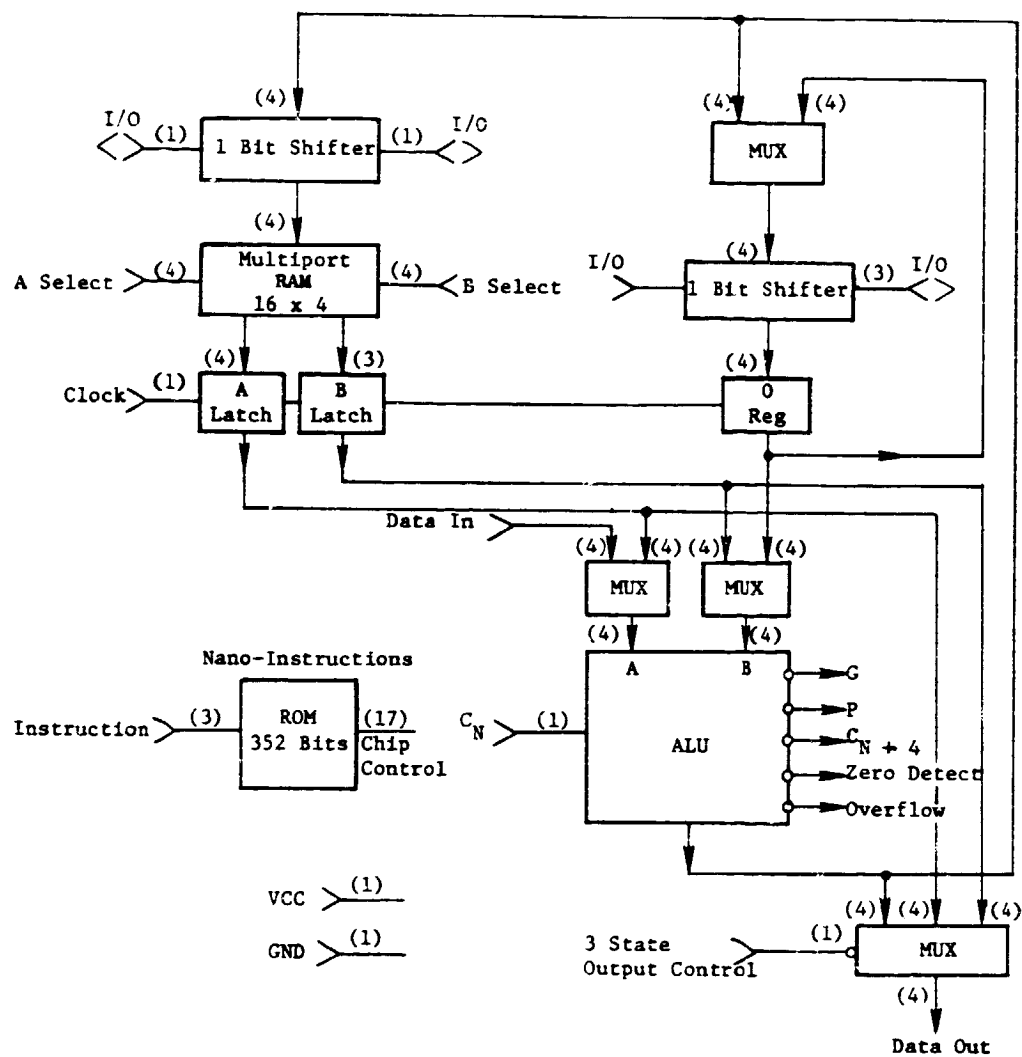 (4)
(4)
(4)
I/O
(1)
1 Bit Shifter
(1)
I/O
MUX
(4)
A Select
(4)
Multiport
RAM
16 x 4
(4)
B Select
(4)
I/O
1 Bit Shifter
(3)
I/O
(4)
(3)
(4)
Clock
(1)
A
Latch
B
Latch
O
Reg
Data In
(4)
(4)
(4)
(4)
MUX
MUX
(4)
(4)
Nano-Instructions
Instruction
(3)
ROM
352 Bits
(17)
Chip
Control
CN
(1)
A
B
ALU
G
P
CN + 4
Zero Detect
Overflow
VCC
(1)
GND
(1)
(4)
(4)
(4)
3 State
Output Control
(1)
MUX
(4)
Data Out